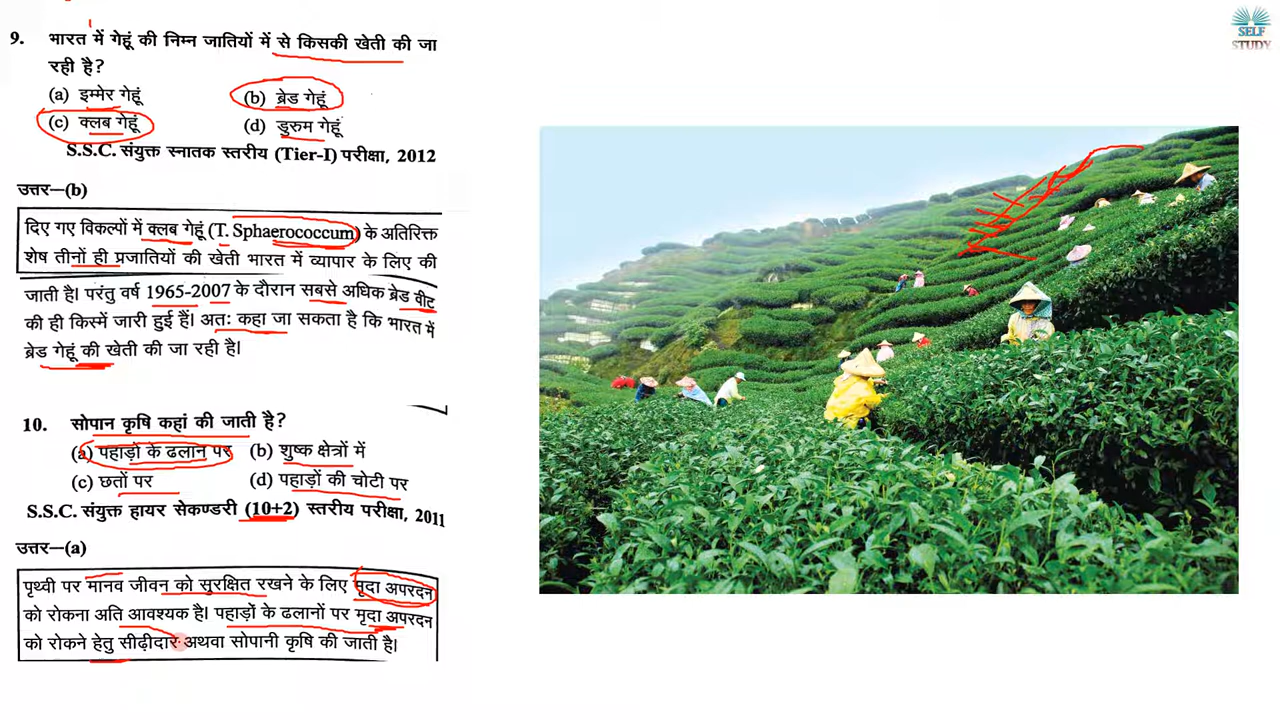 9. भारत में गेहूं की निम्न जातियों में से किसकी खेती की जा
रही है?
(a) इम्मेर गेहूं (b) ब्रेड गेहूं
(c) क्लब गेहूं (d) डुरुम गेहूं
S.S.C. संयुक्त स्नातक स्तरीय (Tier-I) परीक्षा, 2012
उत्तर—(b)
दिए गए विकल्पों में क्लब गेहूं (T. Sphaerococcum) के अतिरिक्त
शेष तीनों ही प्रजातियों की खेती भारत में व्यापार के लिए की
जाती है। परंतु वर्ष 1965-2007 के दौरान सबसे अधिक ब्रेड वीट
की ही किस्में जारी हुई हैं। अतः कहा जा सकता है कि भारत में
ब्रेड गेहूं की खेती की जा रही है।
10. सोपान कृषि कहां की जाती है?
(a) पहाड़ों के ढलान पर (b) शुष्क क्षेत्रों में
(c) छतों पर (d) पहाड़ों की चोटी पर
S.S.C. संयुक्त हायर सेकण्डरी (10+2) स्तरीय परीक्षा, 2011
उत्तर—(a)
पृथ्वी पर मानव जीवन को सुरक्षित रखने के लिए मृदा अपरदन
को रोकना अति आवश्यक है। पहाड़ों के ढलानों पर मृदा अपरदन
को रोकने हेतु सीढ़ीदार अथवा सोपानी कृषि की जाती है।
SELF
STUDY